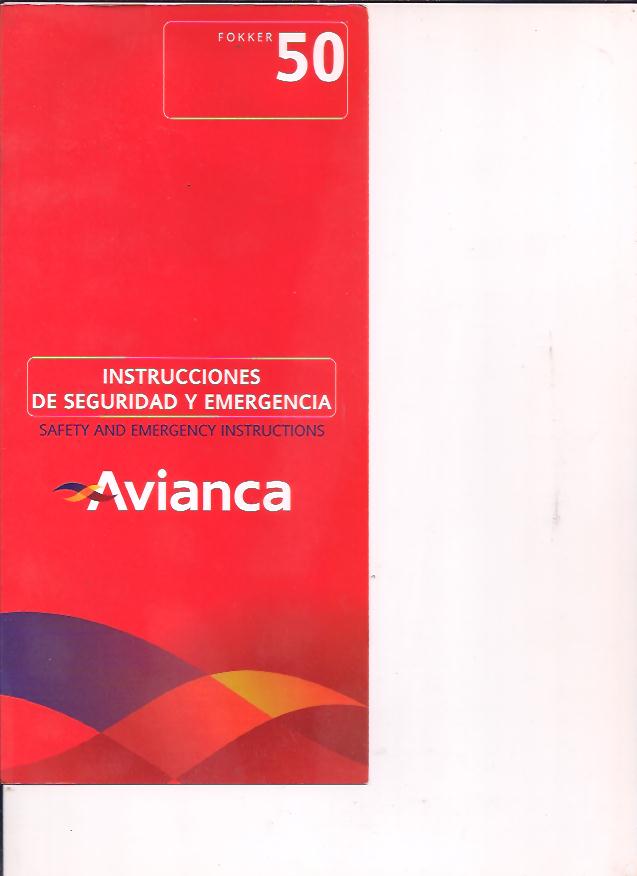 FOKKER 50
INSTRUCCIONES
DE SEGURIDAD Y EMERGENCIA
SAFETY AND EMERGENCY INSTRUCTIONS
Avianca